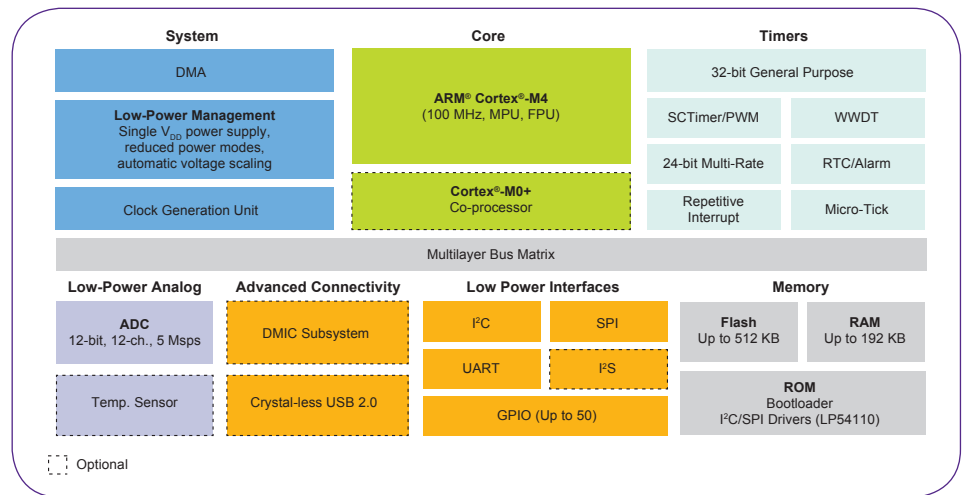 System
Core
Timers
DMA
Low-Power Management
Single VDD power supply,
reduced power modes,
automatic voltage scaling
Clock Generation Unit
ARM® Cortex®-M4
(100 MHz, MPU, FPU)
Cortex®-M0+
Co-processor
32-bit General Purpose
SCTimer/PWM
WWDT
24-bit Multi-Rate
RTC/Alarm
Repetitive
Interrupt
Micro-Tick
Multilayer Bus Matrix
Low-Power Analog
Advanced Connectivity
Low Power Interfaces
Memory
ADC
12-bit, 12-ch., 5 Msps
Temp. Sensor
DMIC Subsystem
Crystal-less USB 2.0
I²C
SPI
UART
I²S
GPIO (Up to 50)
Flash
Up to 512 KB
RAM
Up to 192 KB
ROM
Bootloader
I²C/SPI Drivers (LP54110)
Optional